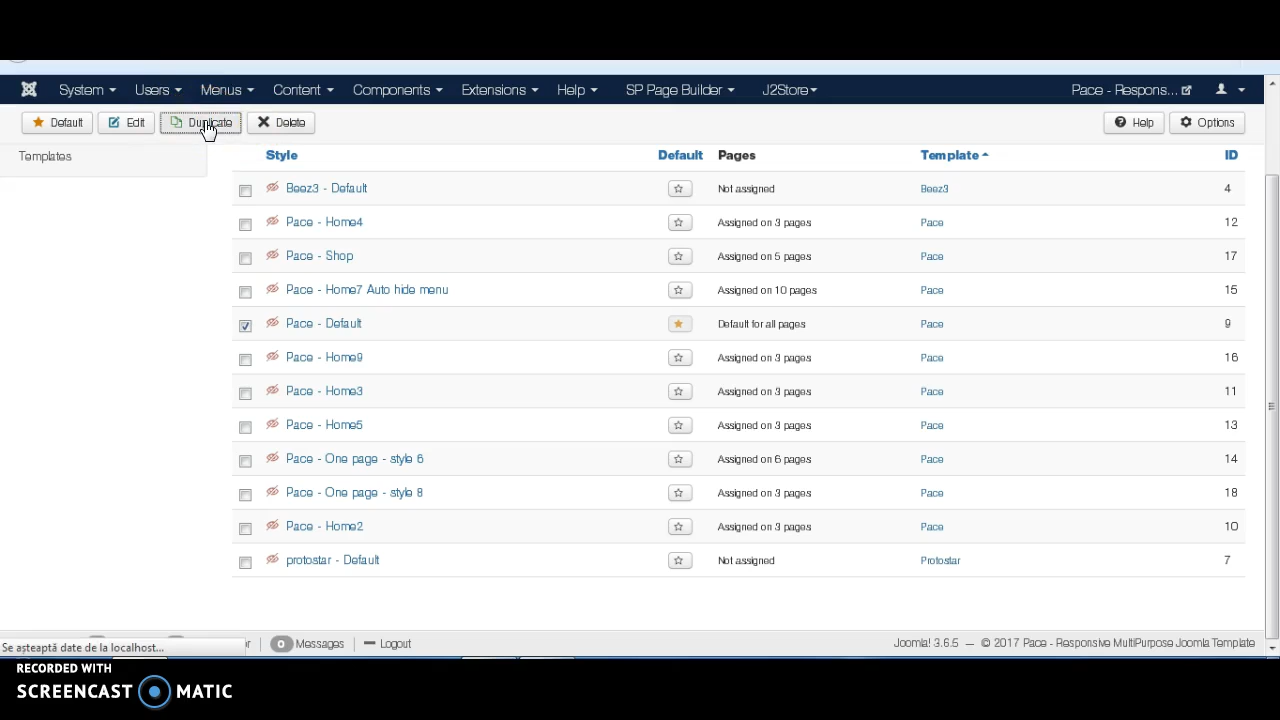 System Users Menus Content Components Extensions Help SP Page Builder J2Store Pace - Respons...
Default Edit Duplicate Delete Help Options
Templates
Style Default Pages Template ID
Beez3 - Default Not assigned Beez3 4
Pace - Home4 Assigned on 3 pages Pace 12
Pace - Shop Assigned on 5 pages Pace 17
Pace - Home7 Auto hide menu Assigned on 10 pages Pace 15
Pace - Default Default for all pages Pace 9
Pace - Home9 Assigned on 3 pages Pace 16
Pace - Home3 Assigned on 3 pages Pace 11
Pace - Home5 Assigned on 3 pages Pace 13
Pace - One page - style 6 Assigned on 6 pages Pace 14
Pace - One page - style 8 Assigned on 3 pages Pace 18
Pace - Home2 Assigned on 3 pages Pace 10
protostar - Default Not assigned Protostar 7
Se așteaptă date de la localhost... 0 Messages Logout Joomla! 3.6.5 — © 2017 Pace - Responsive MultiPurpose Joomla Template
RECORDED WITH
SCREENCAST MATIC